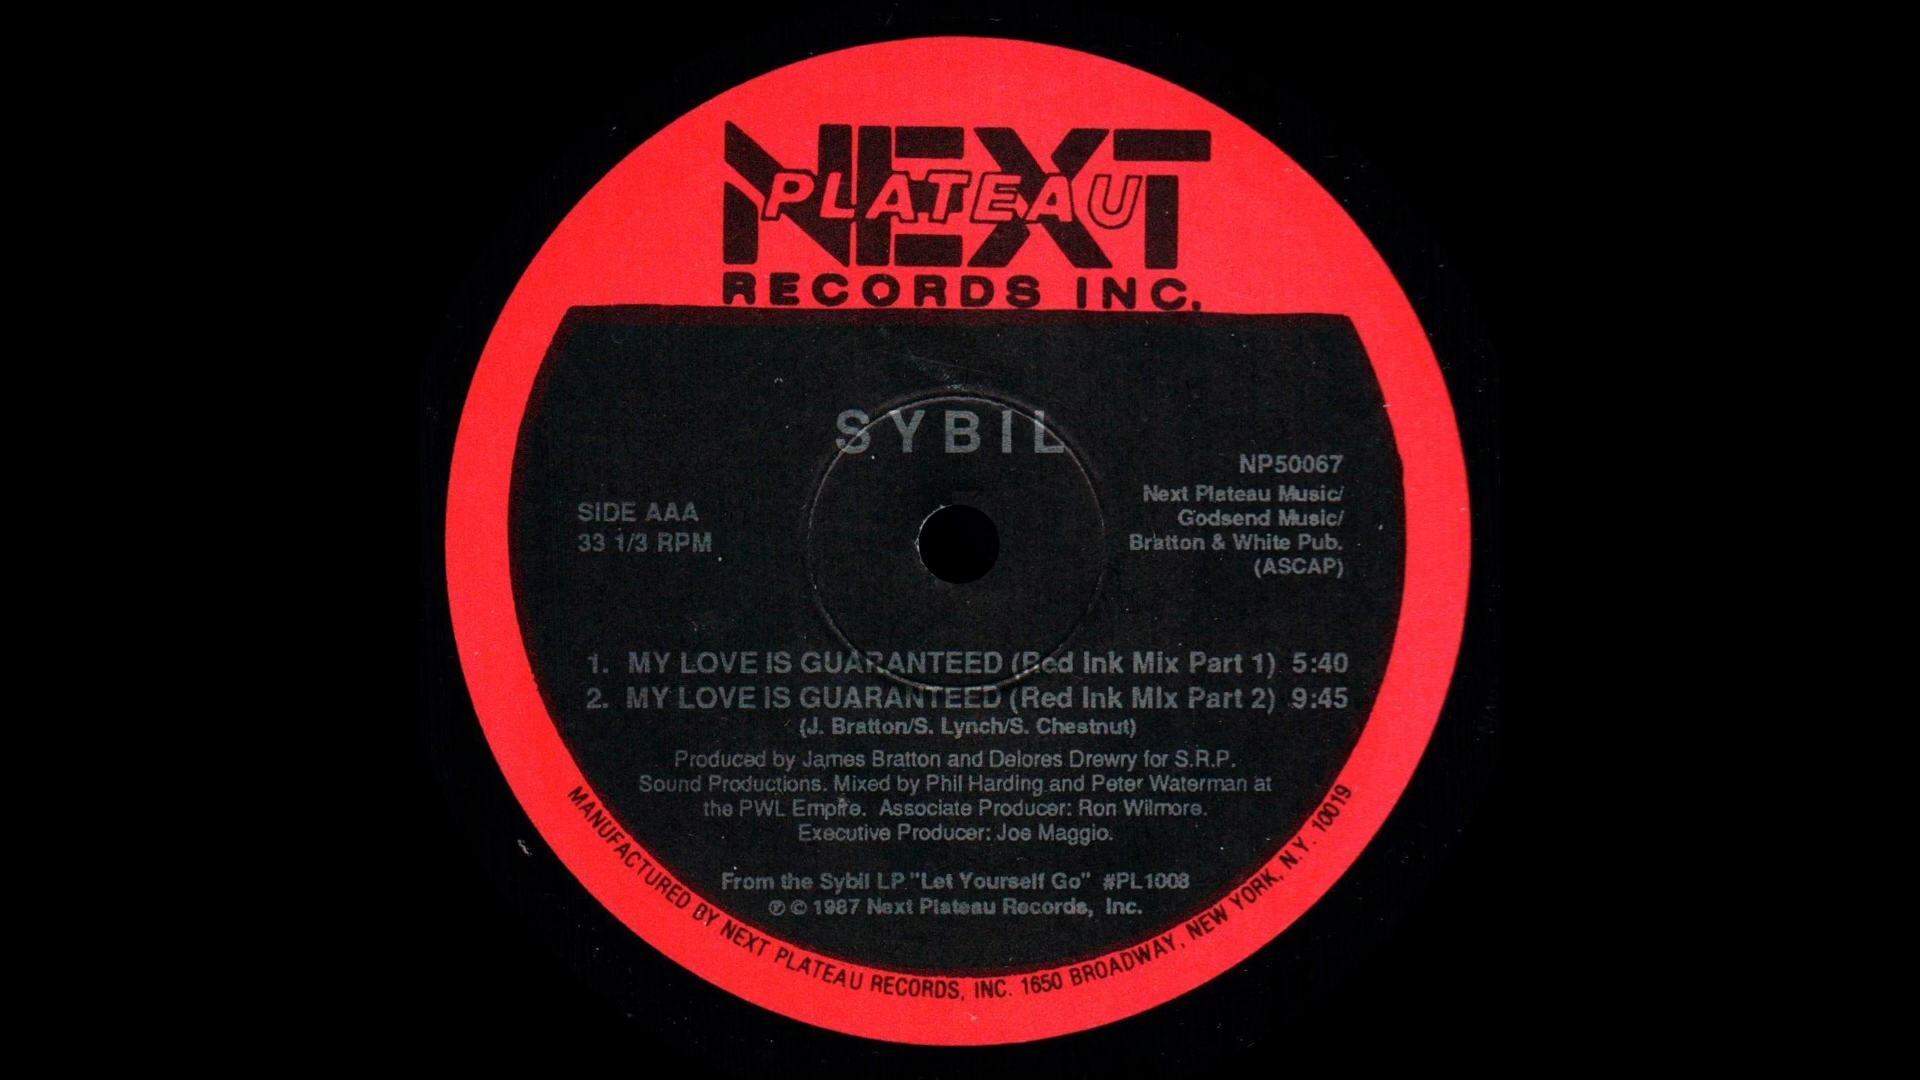 NEXT
PLATEAU
RECORDS INC.
SYBIL
SIDE AAA
33 1/3 RPM
NP50067
Next Plateau Music/
Godsend Music/
Bratton & White Pub.
(ASCAP)
1. MY LOVE IS GUARANTEED (Red Ink Mix Part 1) 5:40
2. MY LOVE IS GUARANTEED (Red Ink MIx Part 2) 9:45
(J. Bratton/S. Lynch/S. Chestnut)
Produced by James Bratton and Delores Drewry for S.R.P.
Sound Productions. Mixed by Phil Harding and Peter Waterman at
the PWL Empire. Associate Producer: Ron Wilmore.
Executive Producer: Joe Maggio.
From the Sybil LP "Let Yourself Go" #PL1008
℗ © 1987 Next Plateau Records, Inc.
MANUFACTURED BY NEXT PLATEAU RECORDS, INC. 1650 BROADWAY, NEW YORK, N.Y. 10019